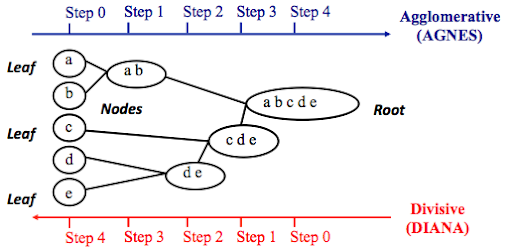 Step 0 Step 1 Step 2 Step 3 Step 4
Agglomerative
(AGNES)
Leaf
a
a b
b
Nodes
a b c d e
Root
Leaf
c
c d e
d
d e
Leaf
e
Step 4 Step 3 Step 2 Step 1 Step 0
Divisive
(DIANA)